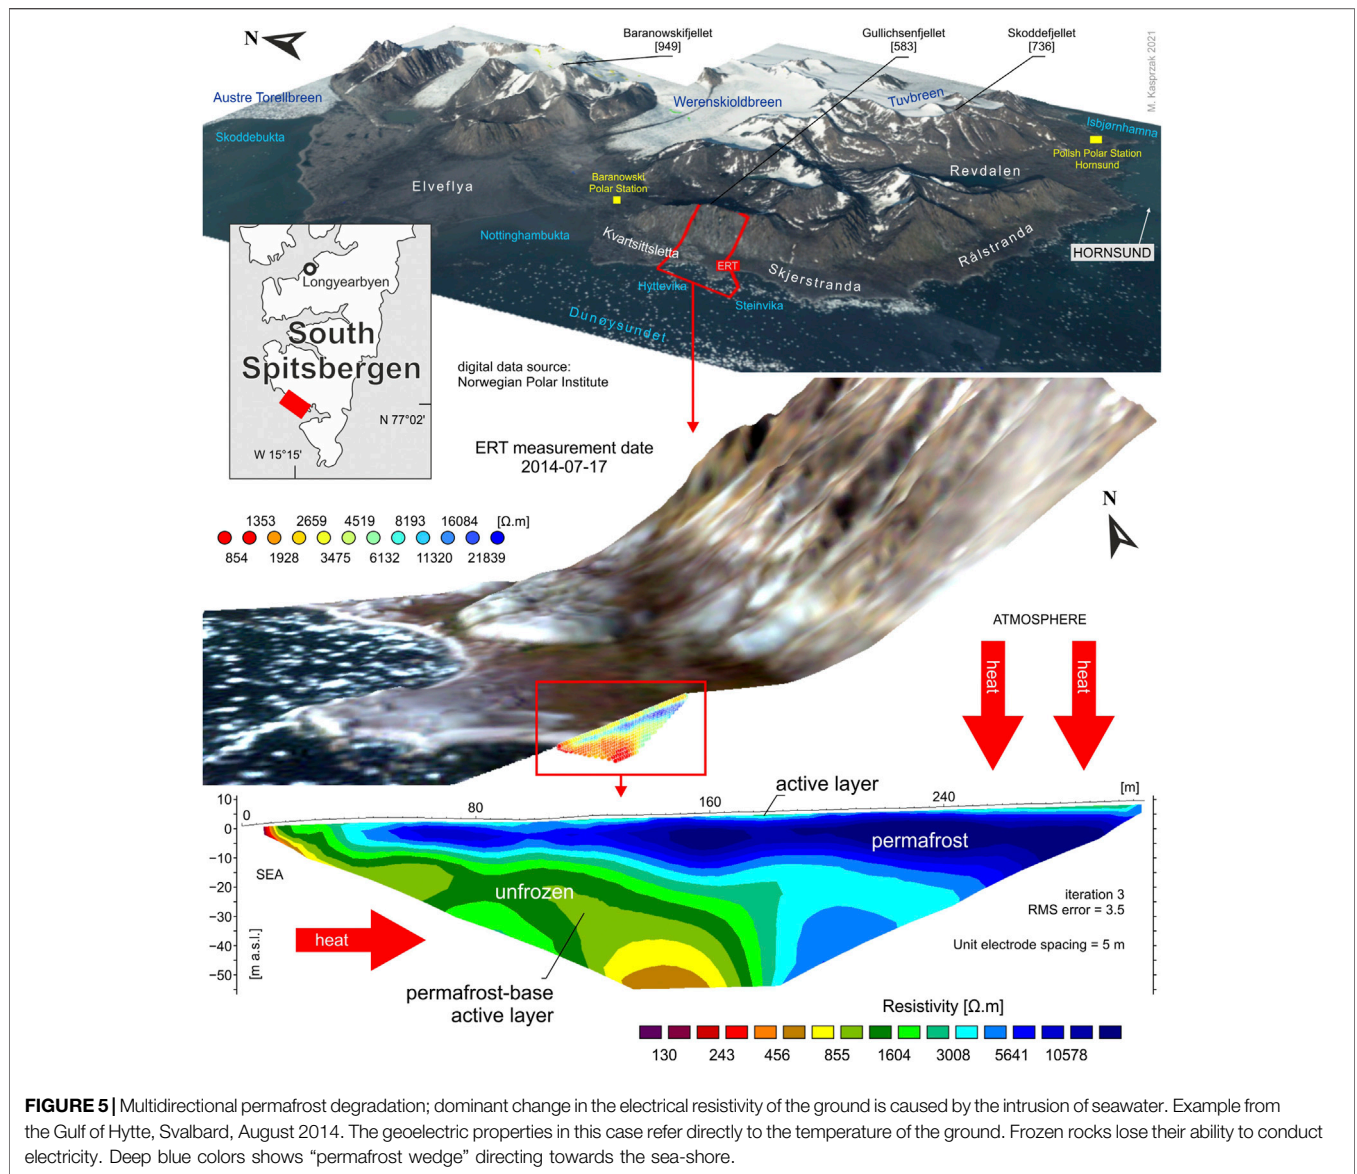 N
Baranowskifjellet
[949]
Gullichsenfjellet
[583]
Skoddefjellet
[736]
M. Kasprzak 2021
Austre Torellbreen
Werenskioldbreen
Tuvbreen
Skoddebukta
Isbjørnhamna
Polish Polar Station
Hornsund
Elveflya
Baranowski
Polar Station
Revdalen
Nottinghambukta
Kvartsittsletta
ERT
Skjerstranda
Rålstranda
HORNSUND
Hyttevika
Steinvika
Dunøysundet
Longyearbyen
South
Spitsbergen
N 77°02'
W 15°15'
digital data source:
Norwegian Polar Institute
ERT measurement date
2014-07-17
N
1353 2659 4519 8193 16084 [Ω.m]
854 1928 3475 6132 11320 21839
ATMOSPHERE
heat
heat
active layer
[m]
0 80 160 240
10
0
−10
−20
−30
−40
−50
[m a.s.l.]
SEA
permafrost
unfrozen
heat
iteration 3
RMS error = 3.5
Unit electrode spacing = 5 m
permafrost-base
active layer
Resistivity [Ω.m]
130 243 456 855 1604 3008 5641 10578
FIGURE 5 | Multidirectional permafrost degradation; dominant change in the electrical resistivity of the ground is caused by the intrusion of seawater. Example from
the Gulf of Hytte, Svalbard, August 2014. The geoelectric properties in this case refer directly to the temperature of the ground. Frozen rocks lose their ability to conduct
electricity. Deep blue colors shows “permafrost wedge” directing towards the sea-shore.